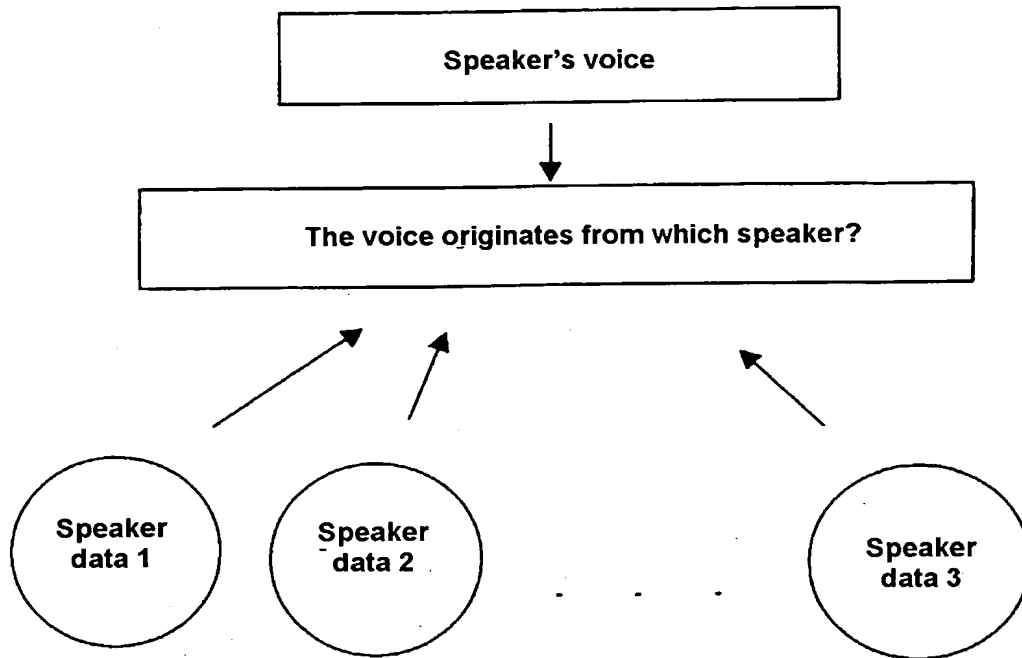 Speaker's voice
The voice originates from which speaker?
Speaker
data 1
Speaker
data 2
. . .
Speaker
data 3